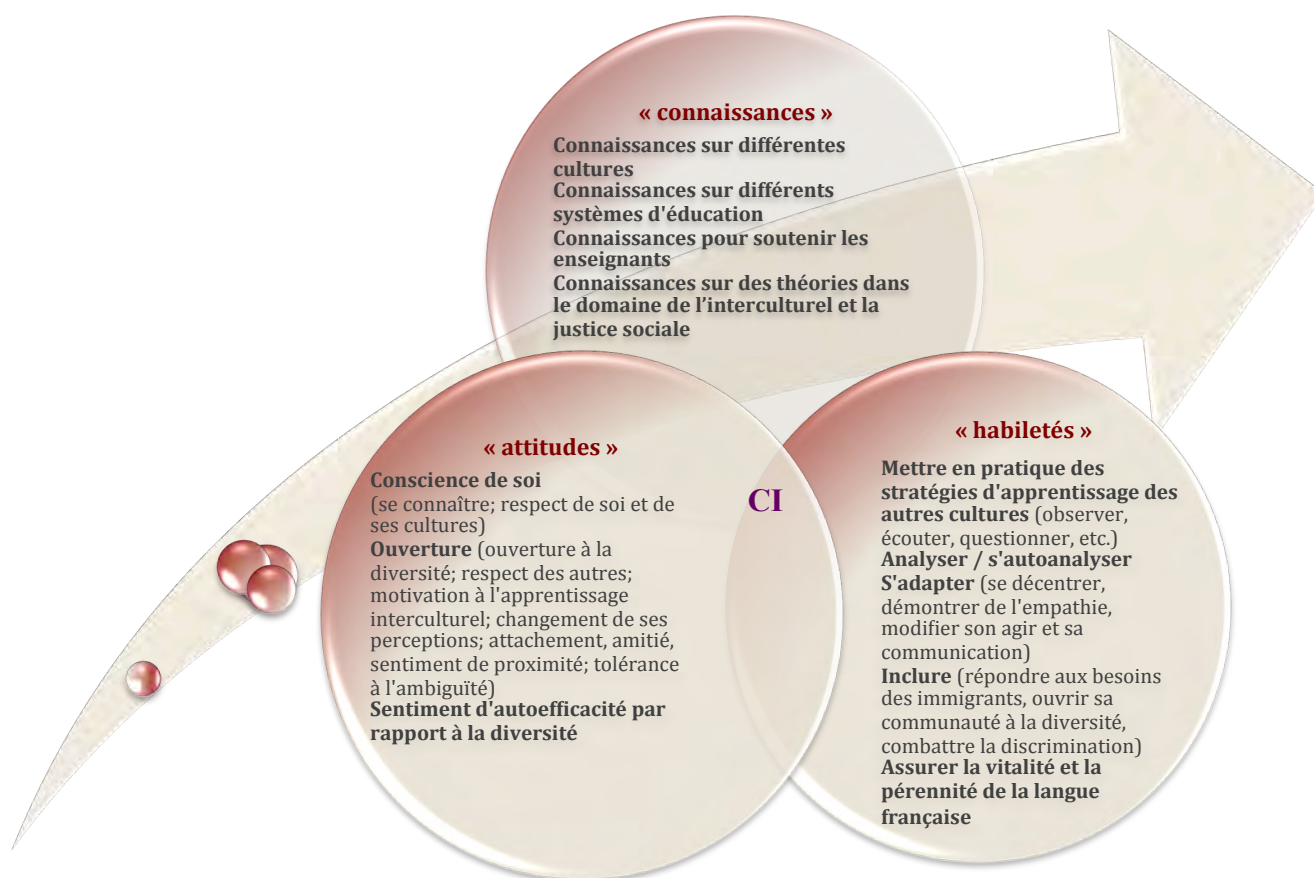 « connaissances »
Connaissances sur différentes
cultures
Connaissances sur différents
systèmes d'éducation
Connaissances pour soutenir les
enseignants
Connaissances sur des théories dans
le domaine de l’interculturel et la
justice sociale
« attitudes »
Conscience de soi
(se connaître; respect de soi et de
ses cultures)
Ouverture (ouverture à la
diversité; respect des autres;
motivation à l'apprentissage
interculturel; changement de ses
perceptions; attachement, amitié,
sentiment de proximité; tolérance
à l'ambiguïté)
Sentiment d'autoefficacité par
rapport à la diversité
CI
« habiletés »
Mettre en pratique des
stratégies d'apprentissage des
autres cultures (observer,
écouter, questionner, etc.)
Analyser / s'autoanalyser
S'adapter (se décentrer,
démontrer de l'empathie,
modifier son agir et sa
communication)
Inclure (répondre aux besoins
des immigrants, ouvrir sa
communauté à la diversité,
combattre la discrimination)
Assurer la vitalité et la
pérennité de la langue
française